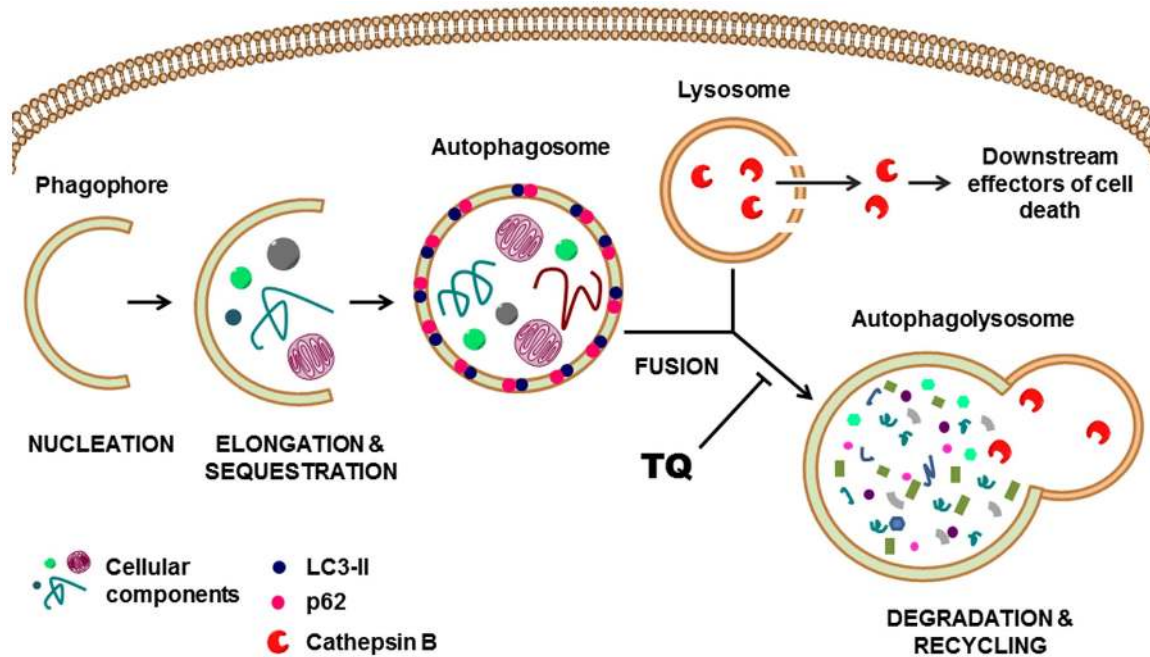 Lysosome
Autophagosome
Phagophore
Downstream
effectors of cell
death
Autophagolysosome
FUSION
NUCLEATION
ELONGATION &
SEQUESTRATION
TQ
Cellular
components
LC3-II
p62
Cathepsin B
DEGRADATION &
RECYCLING